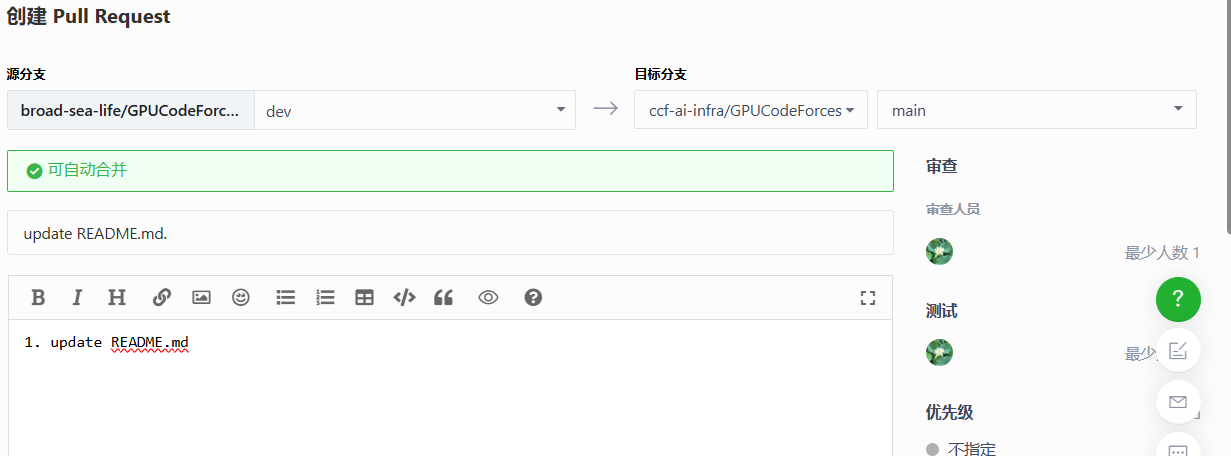 创建 Pull Request
源分支
目标分支
broad-sea-life/GPUCodeForc...
dev
ccf-ai-infra/GPUCodeForces
main
可自动合并
update README.md.
1. update README.md
审查
审查人员
最少人数 1
测试
最少
优先级
不指定